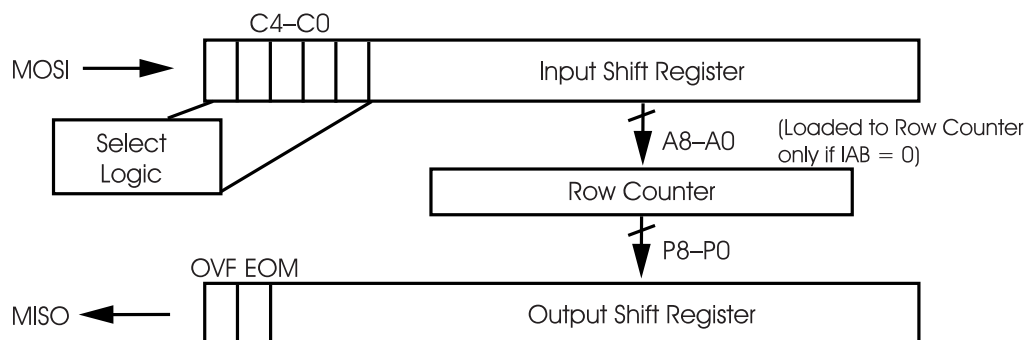 C4–C0
MOSI
Input Shift Register
Select
Logic
A8–A0
(Loaded to Row Counter
only if IAB = 0)
Row Counter
P8–P0
OVF EOM
MISO
Output Shift Register